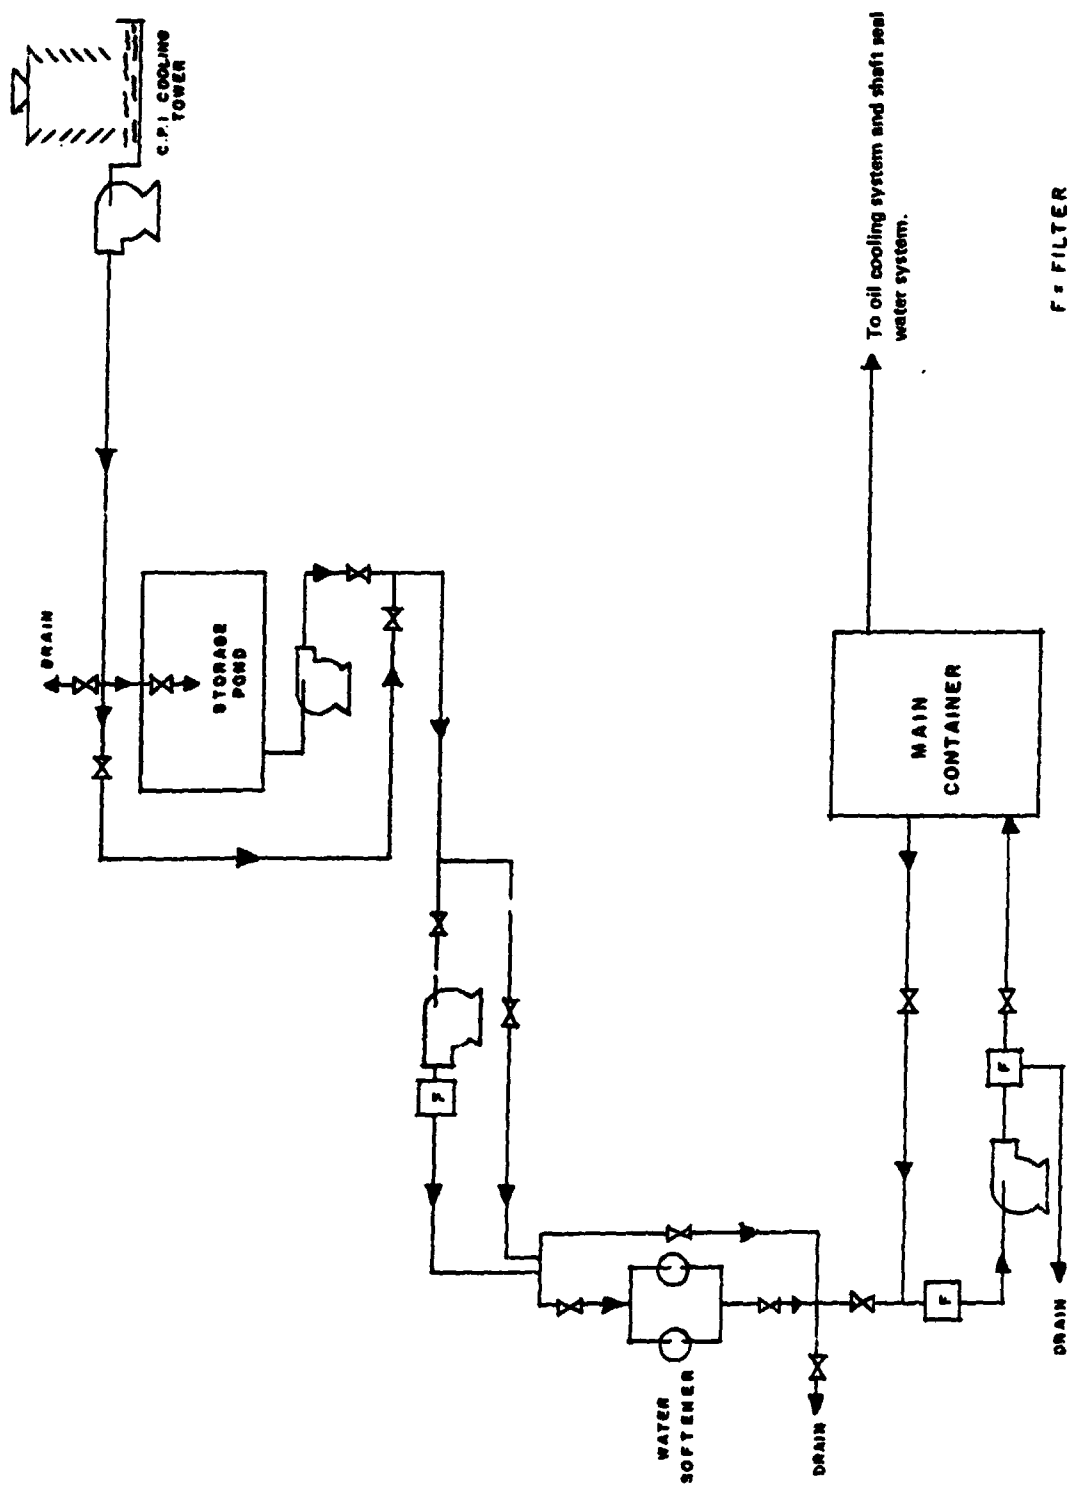 C.P.I COOLING
TOWER
DRAIN
STORAGE
POND
F
WATER
SOFTENER
DRAIN
F
F
DRAIN
MAIN
CONTAINER
To oil cooling system and shaft seal
water system.
F = FILTER